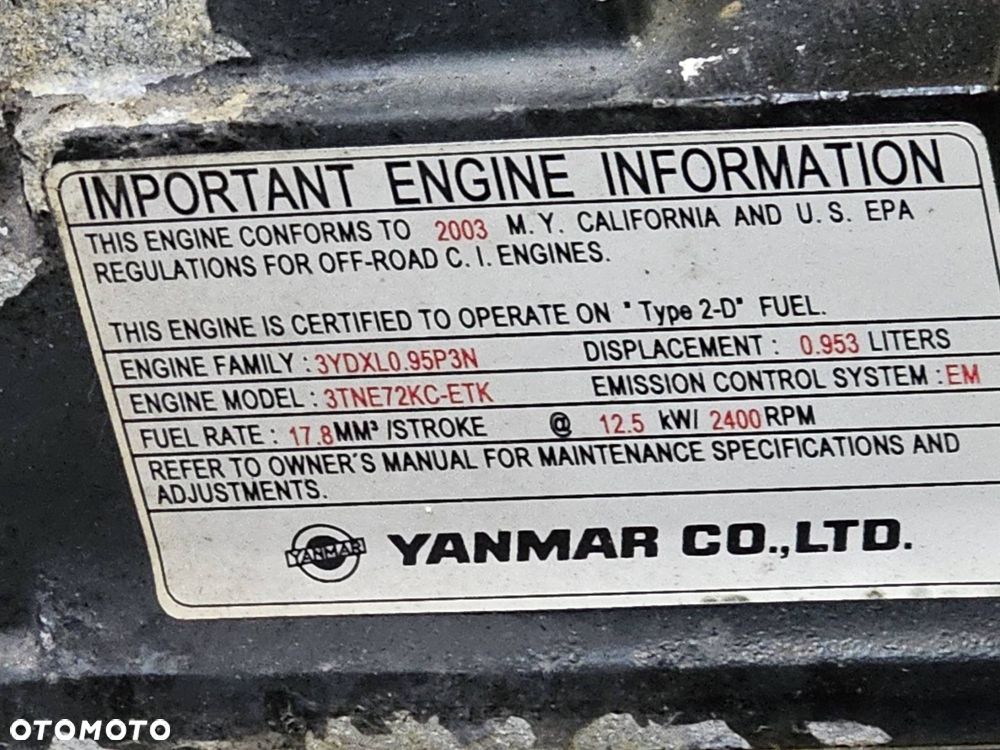 IMPORTANT ENGINE INFORMATION
THIS ENGINE CONFORMS TO 2003 M. Y. CALIFORNIA AND U. S. EPA
REGULATIONS FOR OFF-ROAD C. I. ENGINES.
THIS ENGINE IS CERTIFIED TO OPERATE ON "Type 2-D" FUEL.
ENGINE FAMILY : 3YDXL0.95P3N DISPLACEMENT : 0.953 LITERS
ENGINE MODEL : 3TNE72KC-ETK EMISSION CONTROL SYSTEM : EM
FUEL RATE : 17.8 MM³ /STROKE @ 12.5 kW/ 2400 RPM
REFER TO OWNER'S MANUAL FOR MAINTENANCE SPECIFICATIONS AND
ADJUSTMENTS.
YANMAR YANMAR CO.,LTD.
OTOMOTO